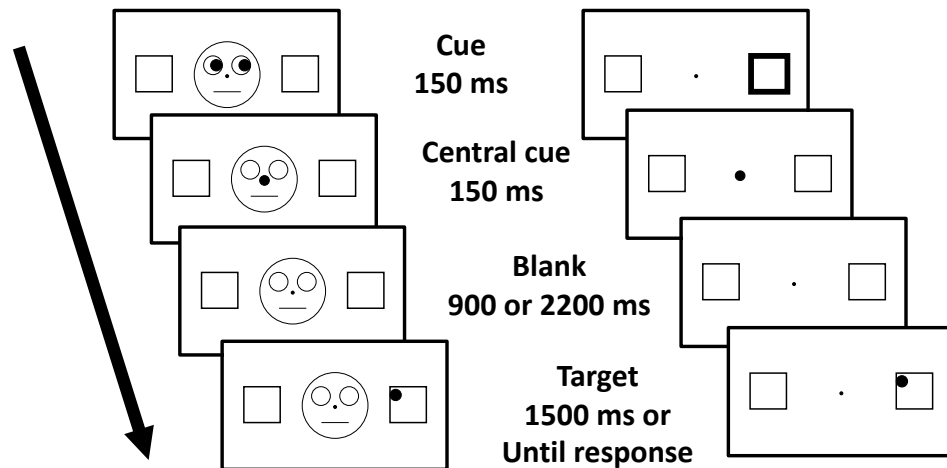 Cue
150 ms
Central cue
150 ms
Blank
900 or 2200 ms
Target
1500 ms or
Until response